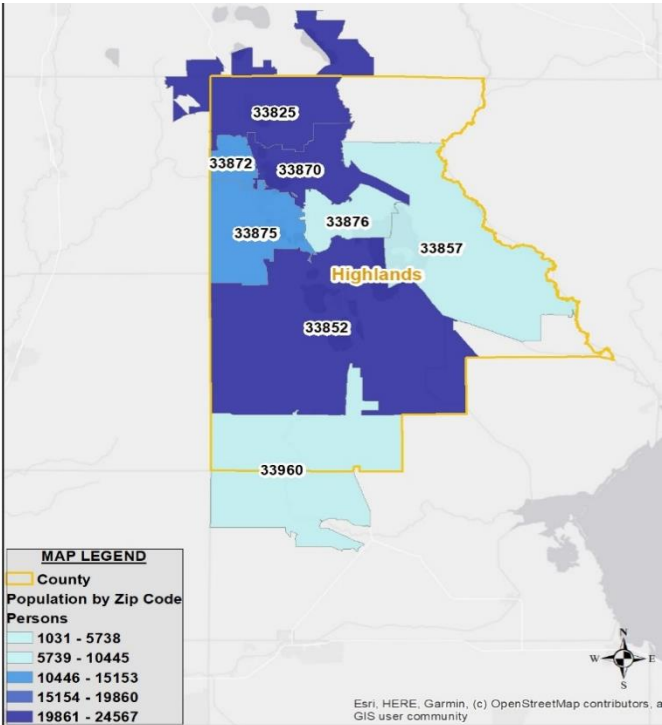 33825
33872
33870
33876
33875
33857
Highlands
33852
33960
MAP LEGEND
County
Population by Zip Code
Persons
1031 - 5738
5739 - 10445
10446 - 15153
15154 - 19860
19861 - 24567
N
W E
S
Esri, HERE, Garmin, (c) OpenStreetMap contributors, a
GIS user community